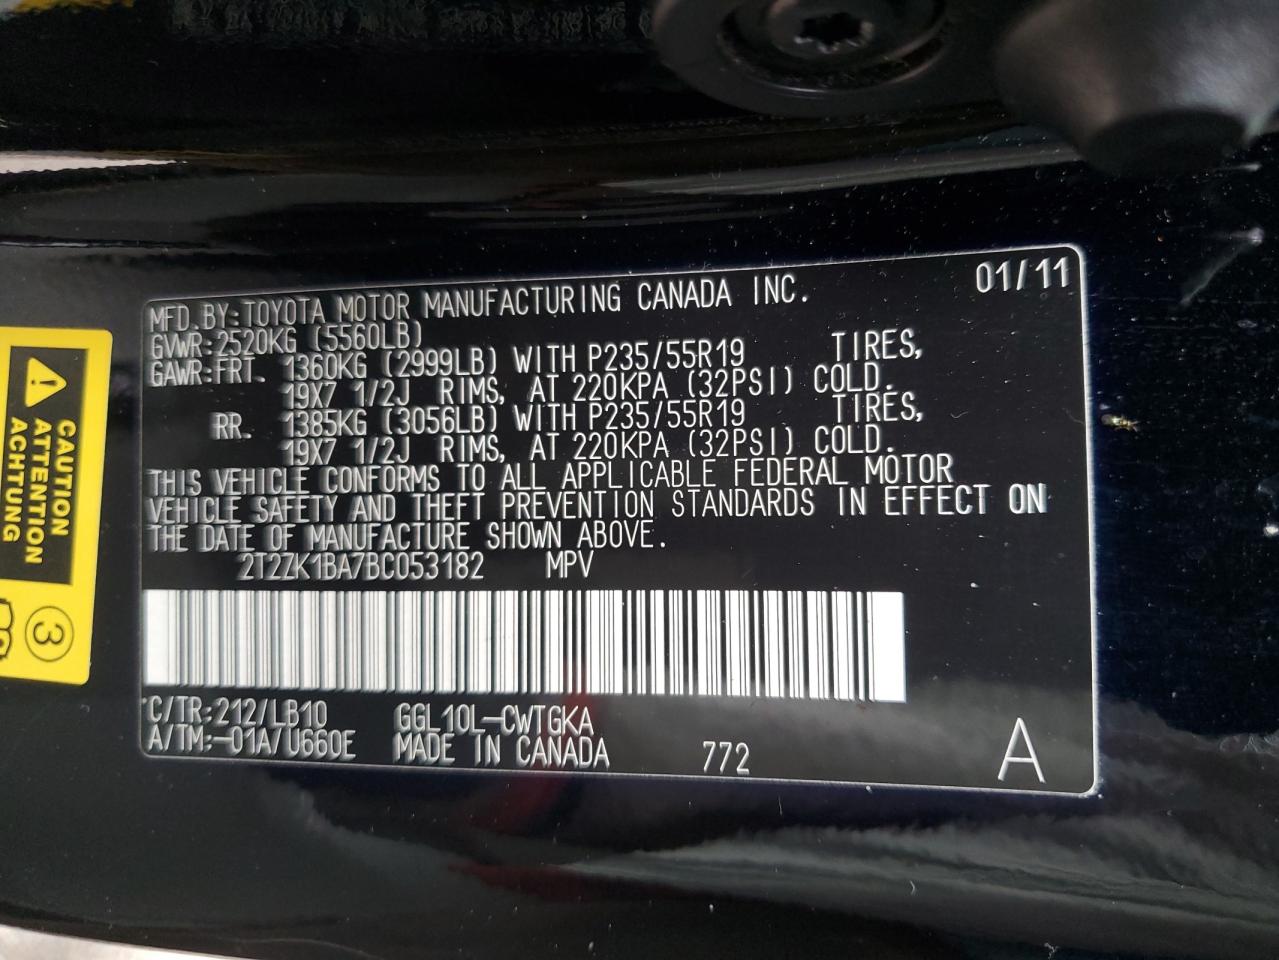 MFD.BY:TOYOTA MOTOR MANUFACTURING CANADA INC. 01/11
GVWR:2520KG (5560LB)
GAWR:FRT. 1360KG (2999LB) WITH P235/55R19 TIRES,
19X7 1/2J RIMS, AT 220KPA (32PSI) COLD.
RR. 1385KG (3056LB) WITH P235/55R19 TIRES,
19X7 1/2J RIMS, AT 220KPA (32PSI) COLD.
THIS VEHICLE CONFORMS TO ALL APPLICABLE FEDERAL MOTOR
VEHICLE SAFETY AND THEFT PREVENTION STANDARDS IN EFFECT ON
THE DATE OF MANUFACTURE SHOWN ABOVE.
2T2ZK1BA7BC053182 MPV
C/TR:212/LB10 GGL10L-CWTGKA
A/TM:-01A/U660E MADE IN CANADA 772 A
CAUTION
ATTENTION
ACHTUNG
3